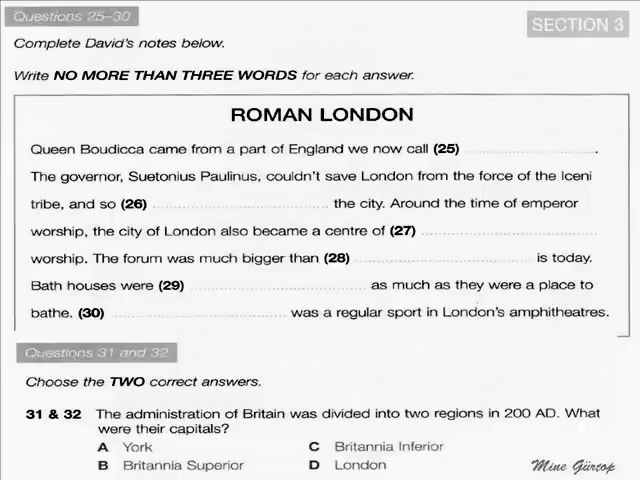 Questions 25-30
SECTION 3
Complete David's notes below.
Write NO MORE THAN THREE WORDS for each answer.
ROMAN LONDON
Queen Boudicca came from a part of England we now call (25) .............................. .
The governor, Suetonius Paulinus, couldn't save London from the force of the Iceni
tribe, and so (26) .............................. the city. Around the time of emperor
worship, the city of London also became a centre of (27) ..............................
worship. The forum was much bigger than (28) .............................. is today.
Bath houses were (29) .............................. as much as they were a place to
bathe. (30) .............................. was a regular sport in London's amphitheatres.
Questions 31 and 32
Choose the TWO correct answers.
31 & 32 The administration of Britain was divided into two regions in 200 AD. What
were their capitals?
A York C Britannia Inferior
B Britannia Superior D London
Mine Gürtop